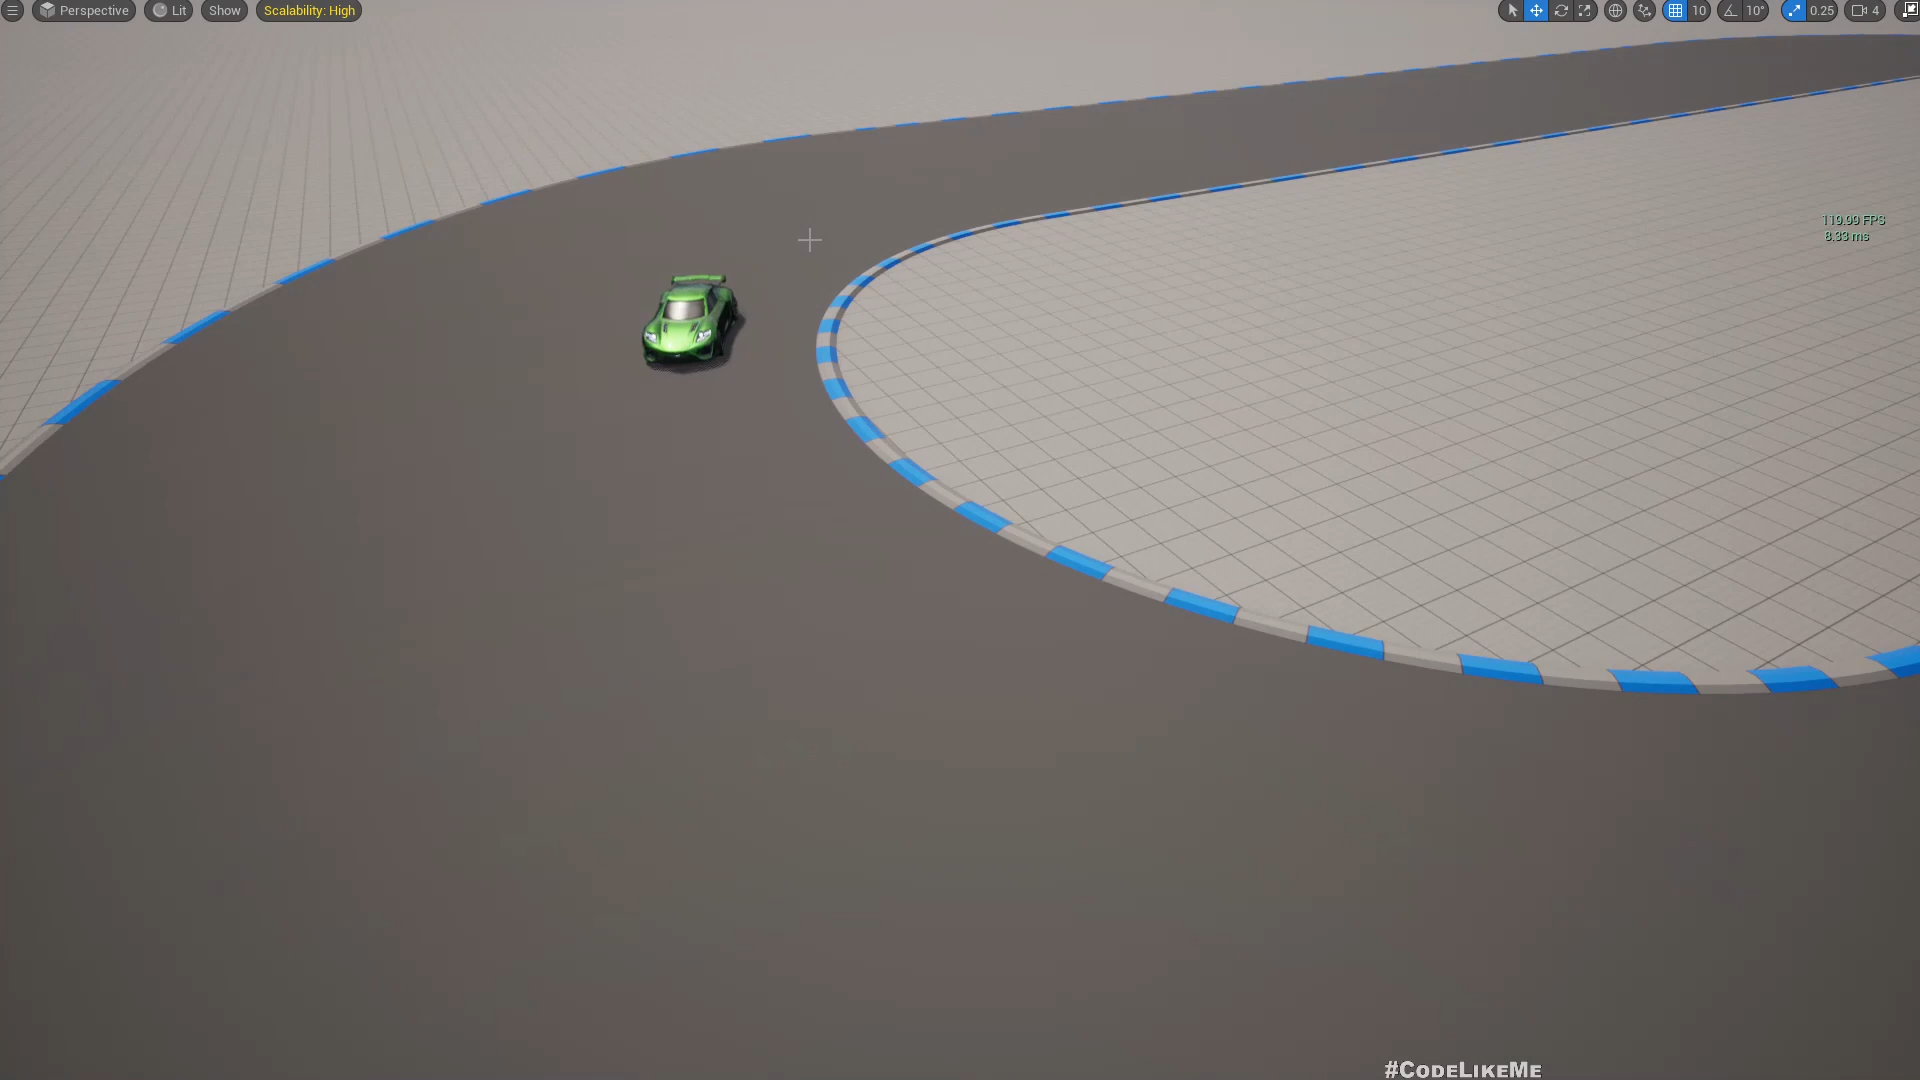 Perspective Lit Show Scalability: High 10 10° 0.25 4
119.99 FPS
8.33 ms
#CodeLikeMe